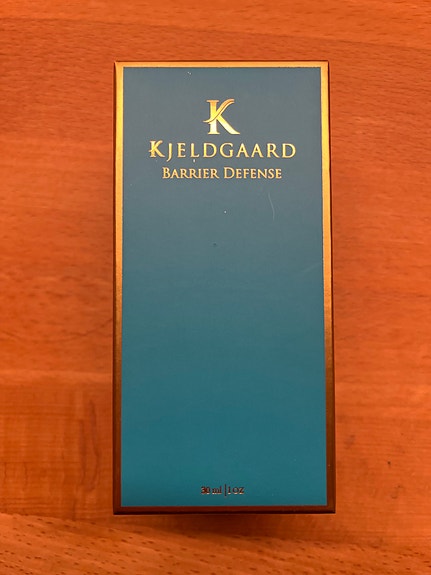 K
KJELDGAARD
BARRIER DEFENSE
30 ml | 1 OZ